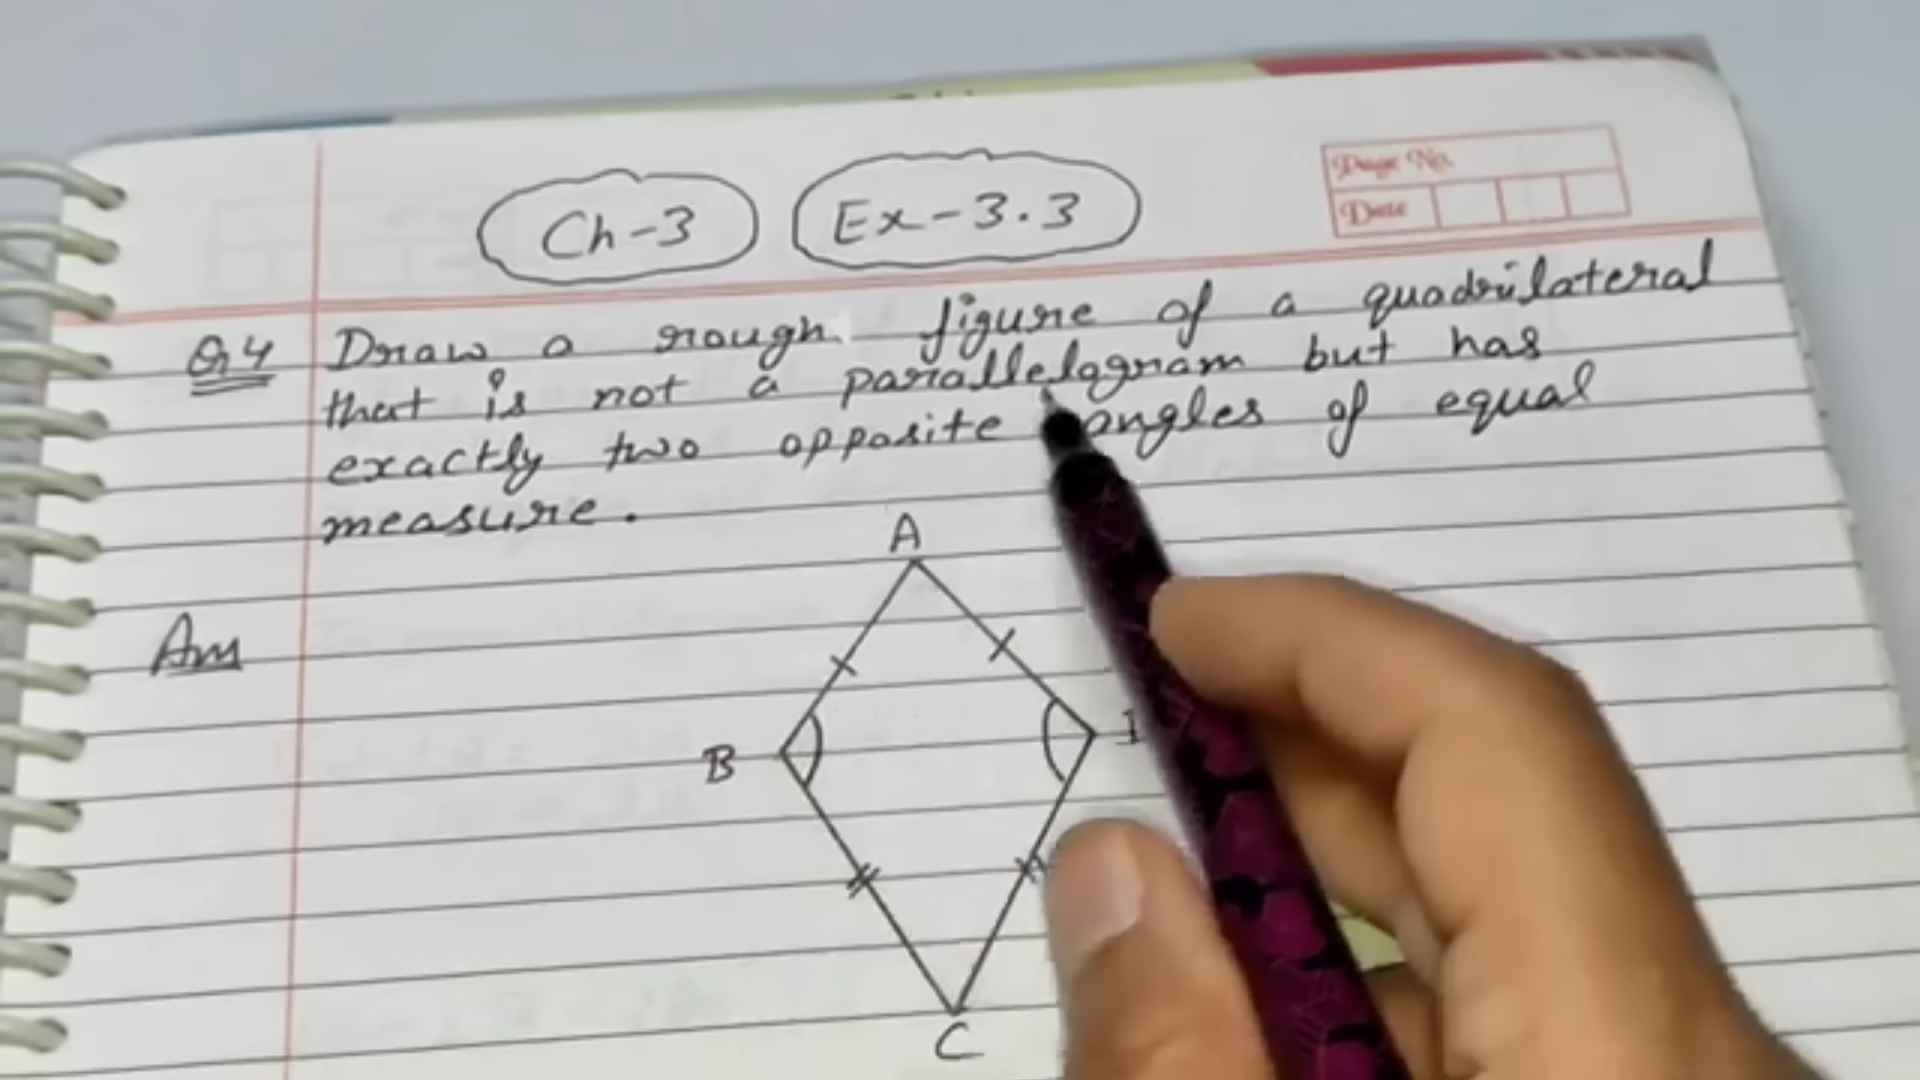 Ch-3 Ex-3.3
Page No.
Date
Q.4 Draw a rough figure of a quadrilateral
that is not a parallelogram but has
exactly two opposite angles of equal
measure.
Ans
A
B
C